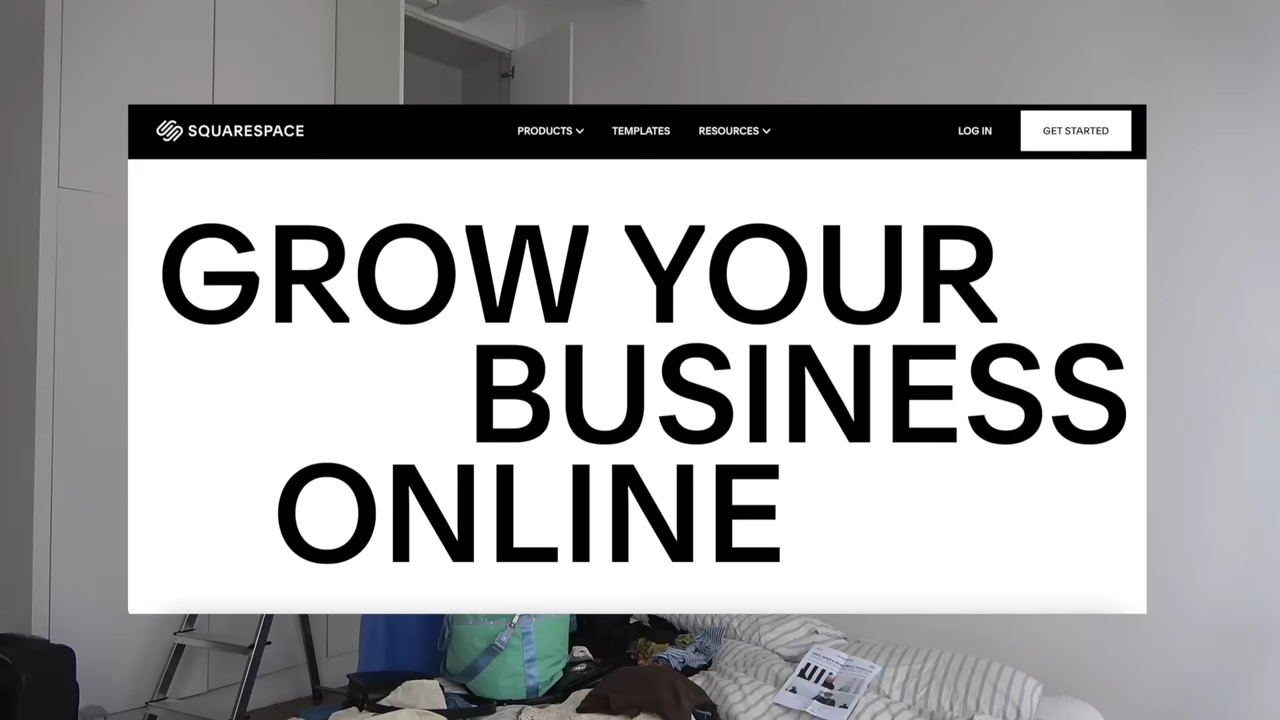 SQUARESPACE
PRODUCTS
TEMPLATES
RESOURCES
LOG IN
GET STARTED
GROW YOUR
BUSINESS
ONLINE